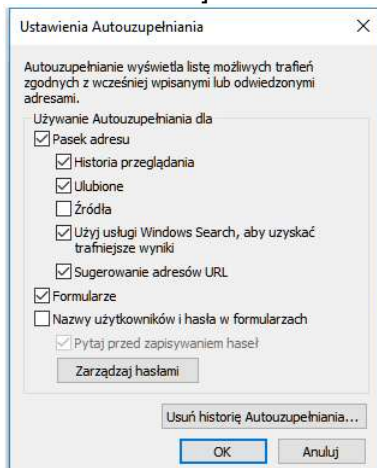 Ustawienia Autouzupełniania
Autouzupełnianie wyświetla listę możliwych trafień
zgodnych z wcześniej wpisanymi lub odwiedzonymi
adresami.
Używanie Autouzupełniania dla
Pasek adresu
Historia przeglądania
Ulubione
Źródła
Użyj usługi Windows Search, aby uzyskać
trafniejsze wyniki
Sugerowanie adresów URL
Formularze
Nazwy użytkowników i hasła w formularzach
Pytaj przed zapisywaniem haseł
Zarządzaj hasłami
Usuń historię Autouzupełniania...
OK Anuluj